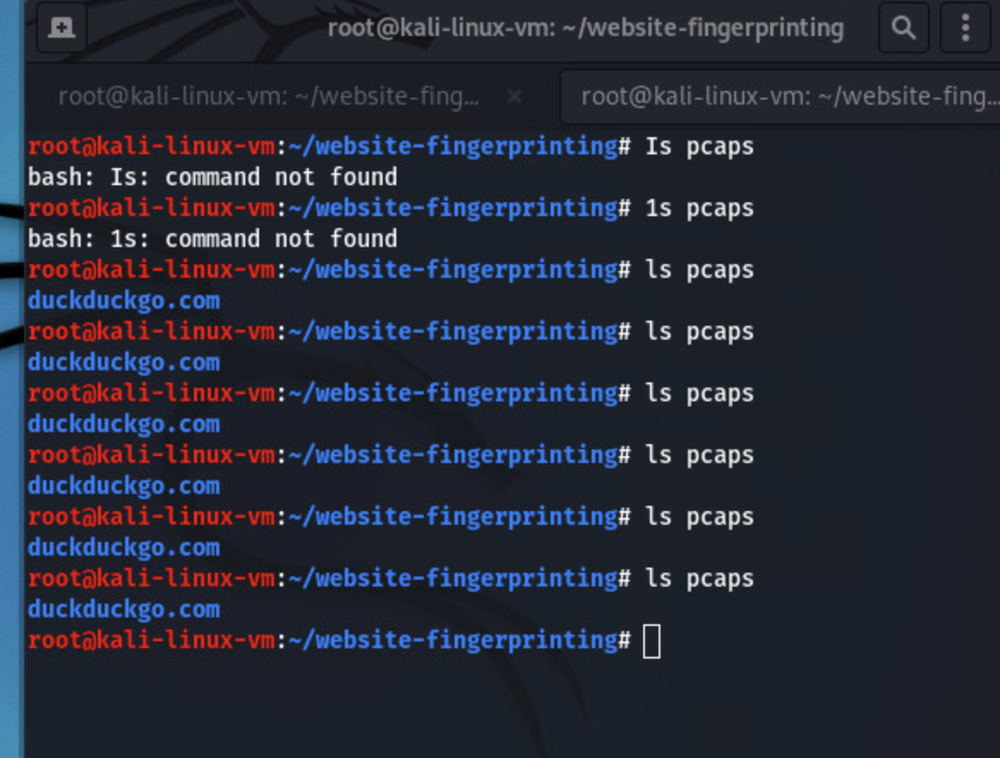 root@kali-linux-vm: ~/website-fingerprinting
root@kali-linux-vm: ~/website-fing... ×
root@kali-linux-vm: ~/website-fing...
root@kali-linux-vm:~/website-fingerprinting# Is pcaps
bash: Is: command not found
root@kali-linux-vm:~/website-fingerprinting# 1s pcaps
bash: 1s: command not found
root@kali-linux-vm:~/website-fingerprinting# ls pcaps
duckduckgo.com
root@kali-linux-vm:~/website-fingerprinting# ls pcaps
duckduckgo.com
root@kali-linux-vm:~/website-fingerprinting# ls pcaps
duckduckgo.com
root@kali-linux-vm:~/website-fingerprinting# ls pcaps
duckduckgo.com
root@kali-linux-vm:~/website-fingerprinting# ls pcaps
duckduckgo.com
root@kali-linux-vm:~/website-fingerprinting# ls pcaps
duckduckgo.com
root@kali-linux-vm:~/website-fingerprinting#